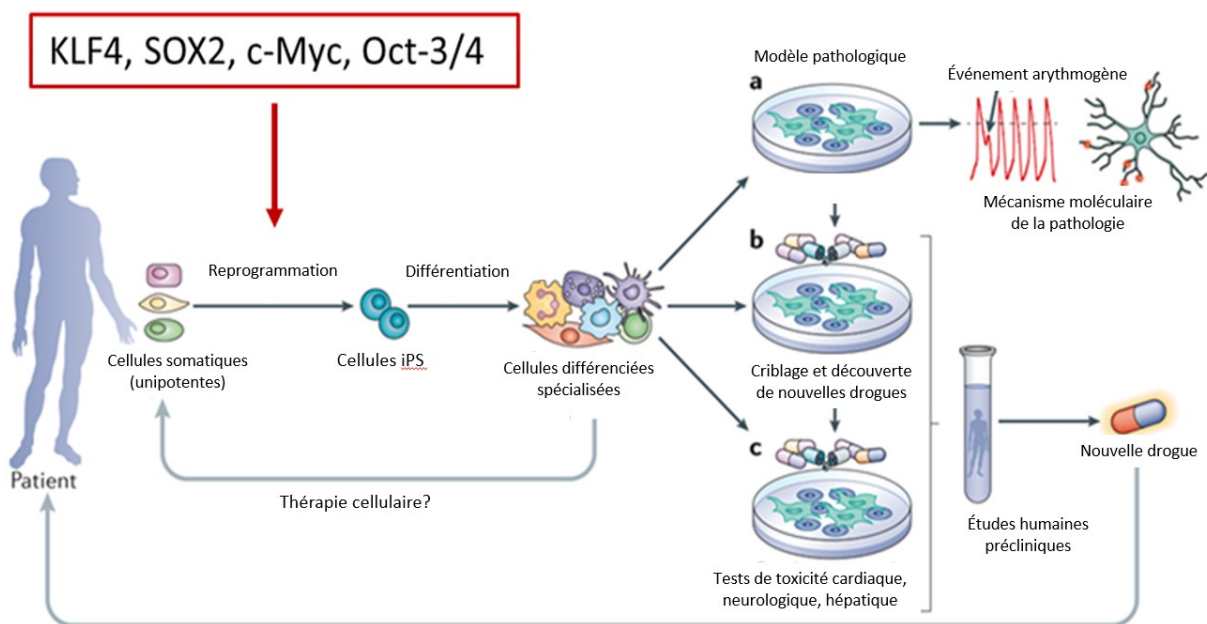 KLF4, SOX2, c-Myc, Oct-3/4
Modèle pathologique
a
Événement arythmogène
Mécanisme moléculaire
de la pathologie
Reprogrammation
Différentiation
b
Cellules somatiques
(unipotentes)
Cellules iPS
Cellules différenciées
spécialisées
Criblage et découverte
de nouvelles drogues
c
Nouvelle drogue
Patient
Thérapie cellulaire?
Études humaines
précliniques
Tests de toxicité cardiaque,
neurologique, hépatique